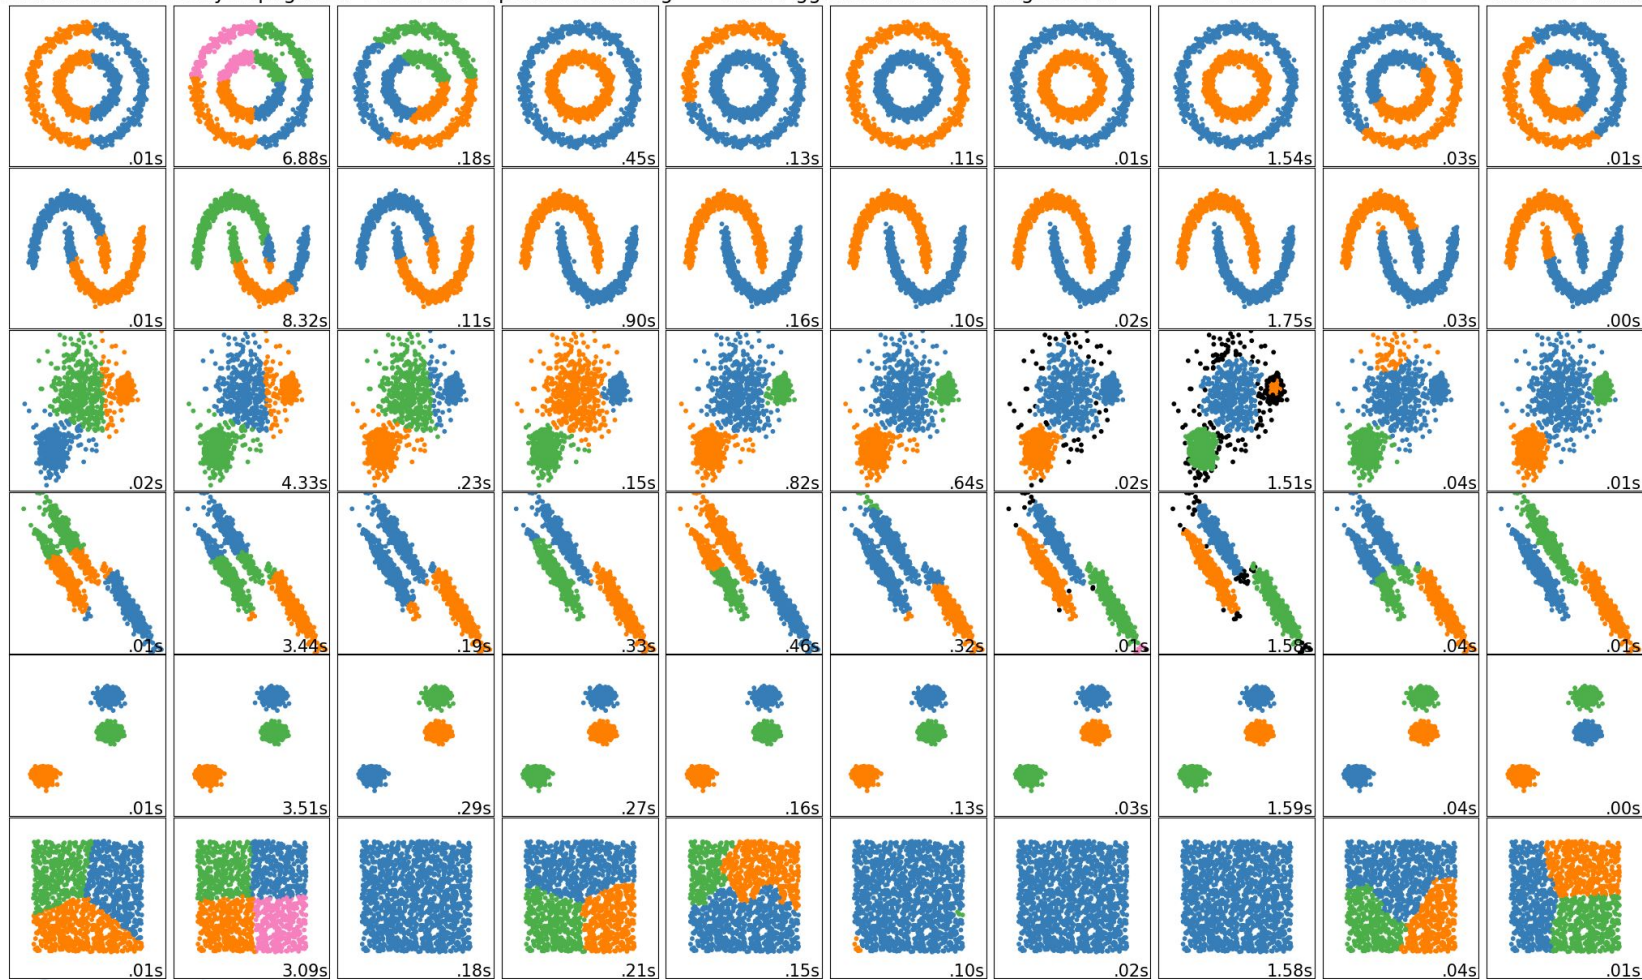 .01s 6.88s .18s .45s .13s .11s .01s 1.54s .03s .01s
.01s 8.32s .11s .90s .16s .10s .02s 1.75s .03s .00s
.02s 4.33s .23s .15s .82s .64s .02s 1.51s .04s .01s
.01s 3.44s .19s .33s .46s .32s .01s 1.58s .04s .01s
.01s 3.51s .29s .27s .16s .13s .03s 1.59s .04s .00s
.01s 3.09s .18s .21s .15s .10s .02s 1.58s .04s .01s